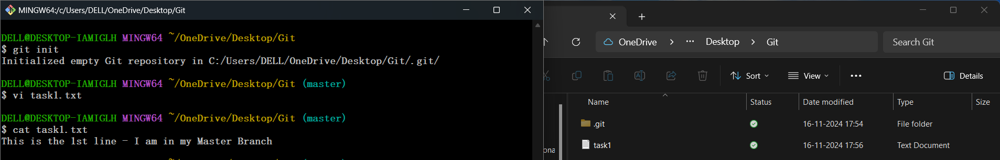 MINGW64:/c/Users/DELL/OneDrive/Desktop/Git
DELL@DESKTOP-IAMIGLH MINGW64 ~/OneDrive/Desktop/Git
$ git init
Initialized empty Git repository in C:/Users/DELL/OneDrive/Desktop/Git/.git/
DELL@DESKTOP-IAMIGLH MINGW64 ~/OneDrive/Desktop/Git (master)
$ vi task1.txt
DELL@DESKTOP-IAMIGLH MINGW64 ~/OneDrive/Desktop/Git (master)
$ cat task1.txt
This is the 1st line - I am in my Master Branch
OneDrive > ... Desktop > Git
Search Git
Sort
View
...
Details
Name Status Date modified Type Size
.git 16-11-2024 17:54 File folder
task1 16-11-2024 17:56 Text Document